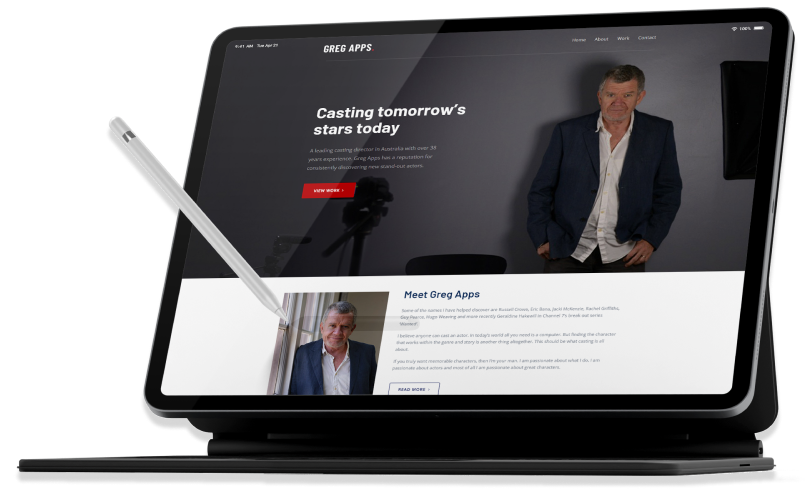 9:41 AM Tue Apr 23
100%
GREG APPS.
Home About Work Contact
Casting tomorrow's
stars today
A leading casting director in Australia with over 39
years experience. Greg Apps has a reputation for
consistently discovering new stand-out actors.
VIEW WORK ›
Meet Greg Apps
Some of the names I have helped discover are Russell Crowe, Eric Bana, Jacki McKenzie, Rachel Griffiths,
Guy Pearce, Hugo Weaving and more recently Geraldine Hakewill in Channel 7's break-out series
'Wanted'.
I believe anyone can cast an actor. In today's world all you need is a computer. But finding the character
that works within the genre and story is another thing altogether. This should be what casting is all
about.
If you truly want memorable characters, then I'm your man. I am passionate about what I do; I am
passionate about actors and most of all I am passionate about great characters.
READ MORE ›